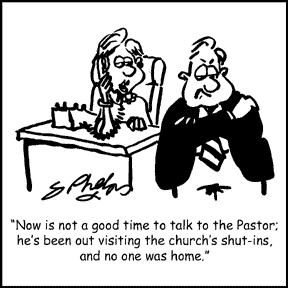 S Phelps
“Now is not a good time to talk to the Pastor;
he’s been out visiting the church’s shut-ins,
and no one was home.”